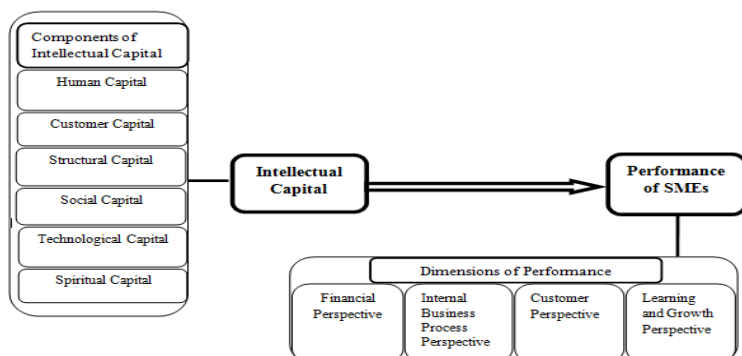 Components of
Intellectual Capital
Human Capital
Customer Capital
Structural Capital
Social Capital
Technological Capital
Spiritual Capital
Intellectual
Capital
Performance
of SMEs
Dimensions of Performance
Financial
Perspective
Internal
Business
Process
Perspective
Customer
Perspective
Learning
and Growth
Perspective